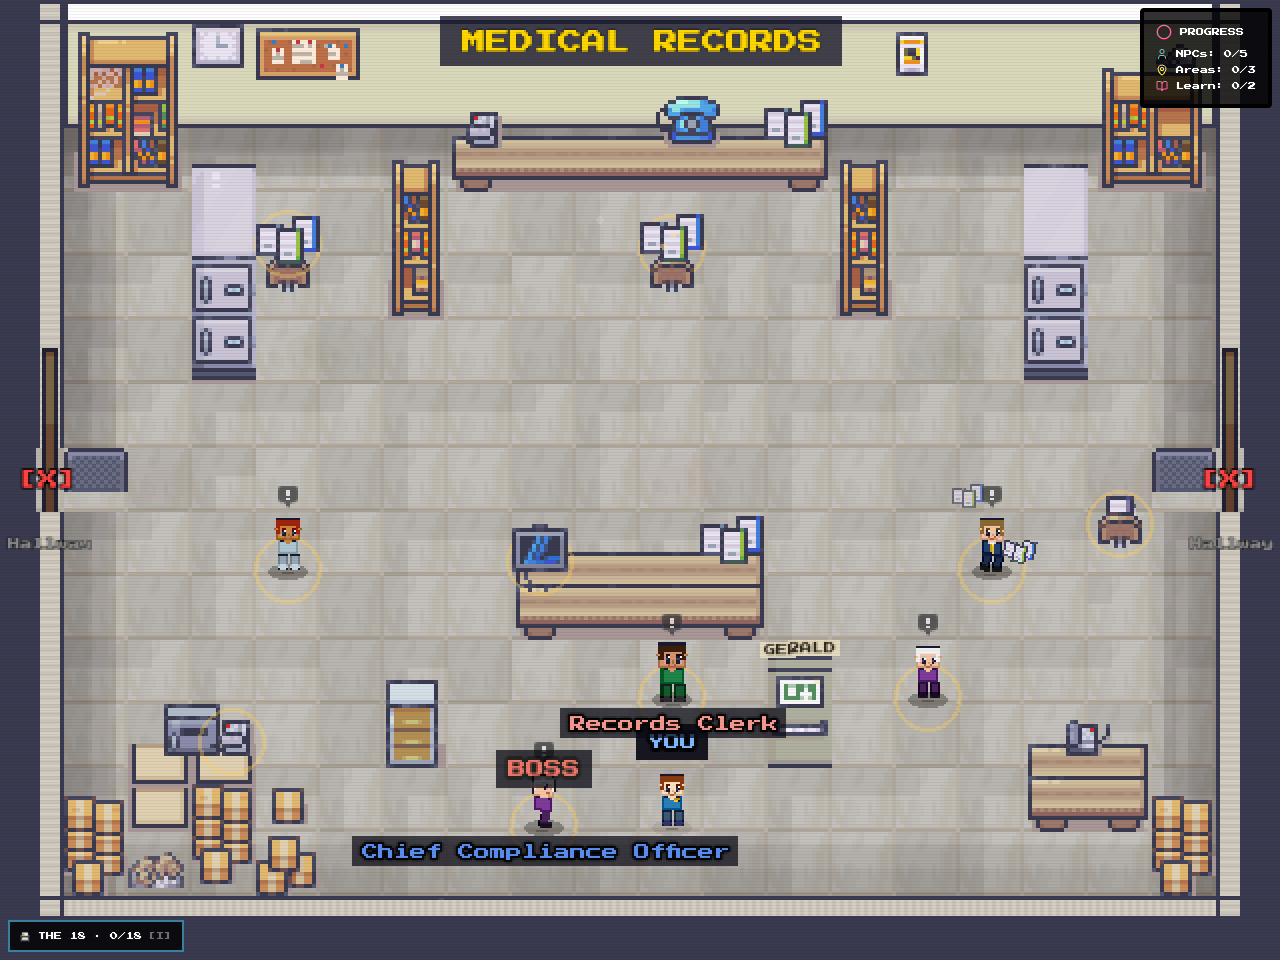 MEDICAL RECORDS
PROGRESS
NPCs: 0/5
Areas: 0/3
Learn: 0/2
[X]
[X]
Hallway
Hallway
GERALD
Records Clerk
YOU
BOSS
Chief Compliance Officer
THE 18 · 0/18 [I]